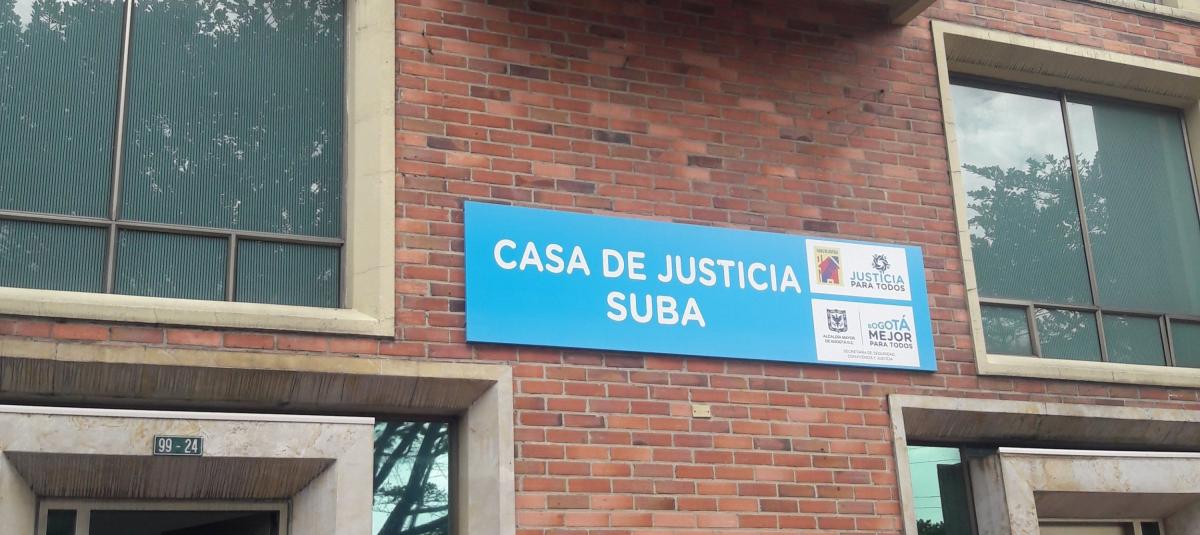 CASA DE JUSTICIA
SUBA
JUSTICIA
PARA TODOS
ALCALDÍA MAYOR
DE BOGOTÁ D.C.
BOGOTÁ
MEJOR
PARA TODOS
SECRETARÍA DE SEGURIDAD,
CONVIVENCIA Y JUSTICIA
99-24